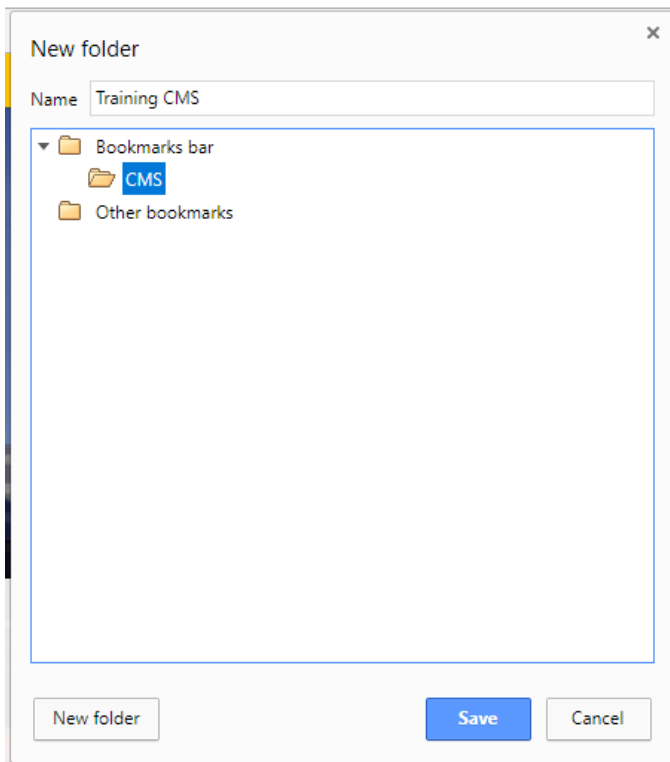 New folder
Name Training CMS
Bookmarks bar
CMS
Other bookmarks
New folder Save Cancel